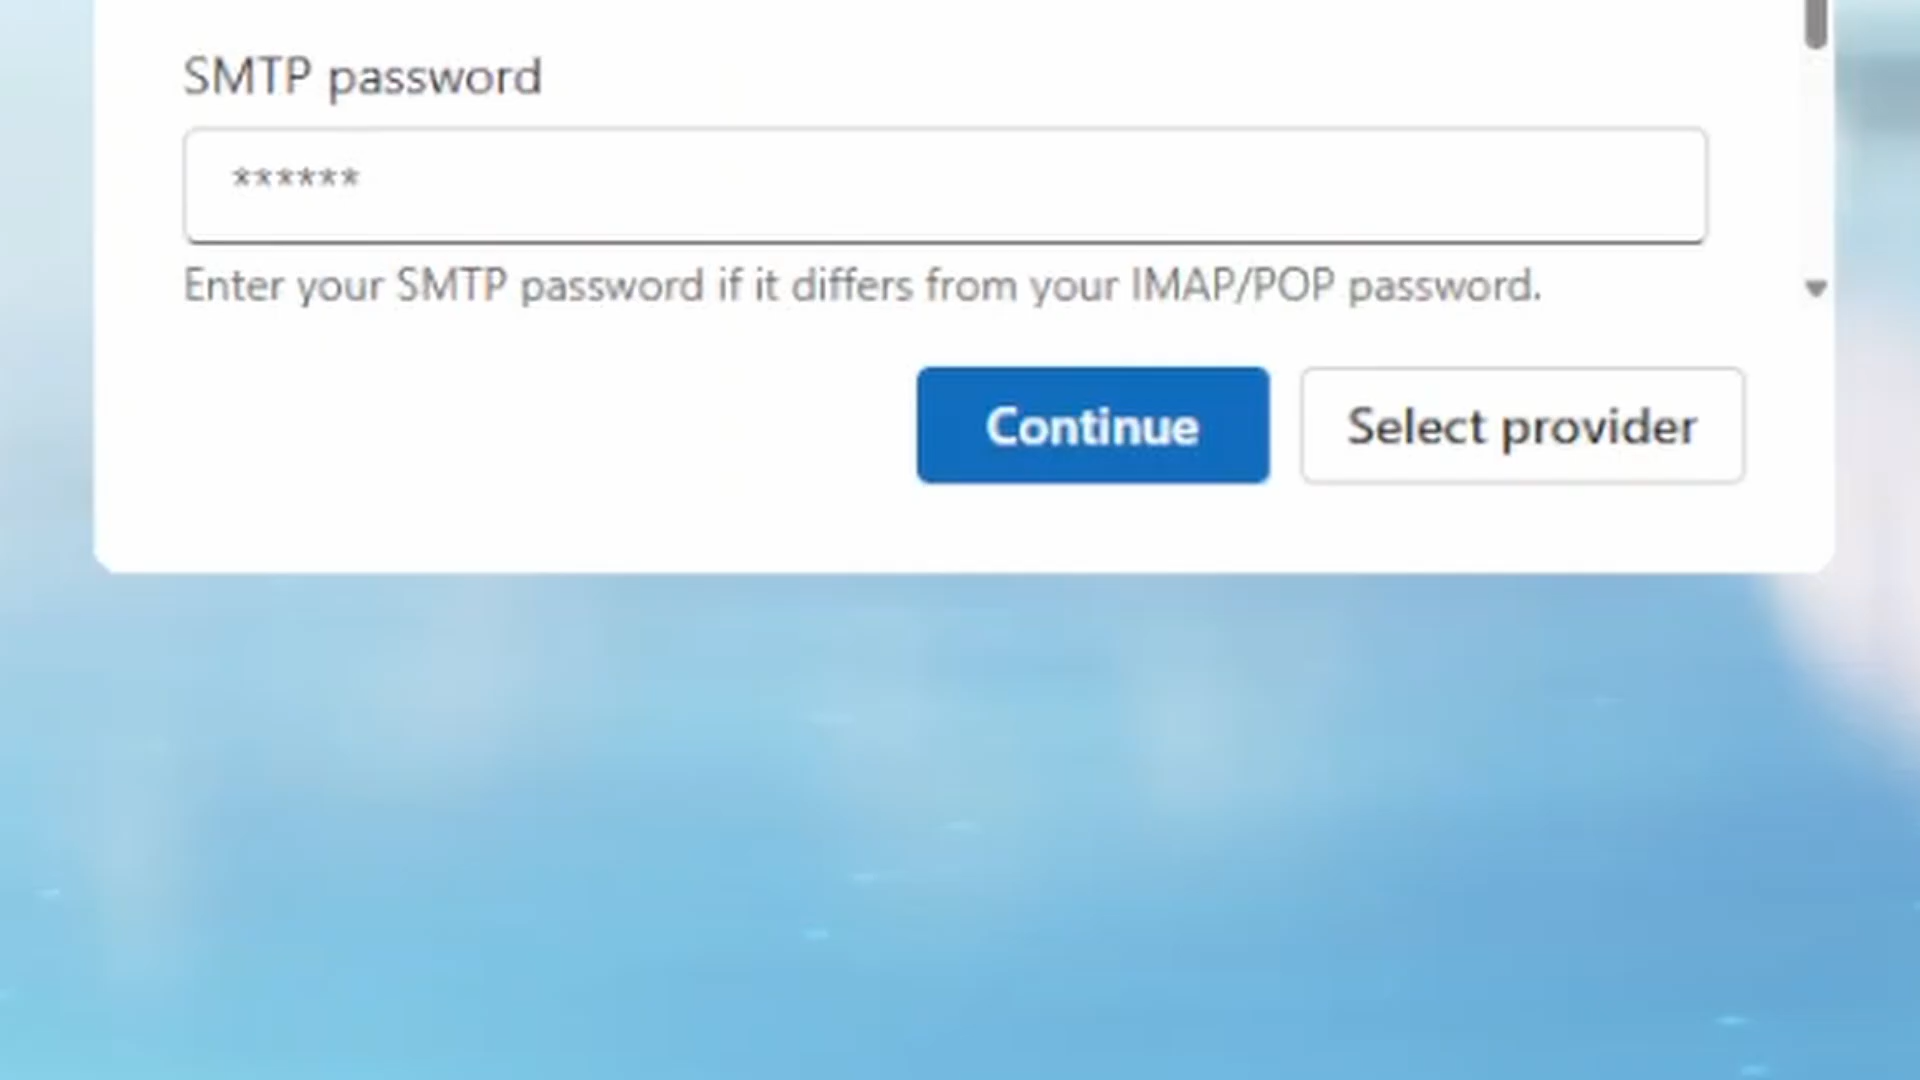 SMTP password
******
Enter your SMTP password if it differs from your IMAP/POP password.
Continue
Select provider